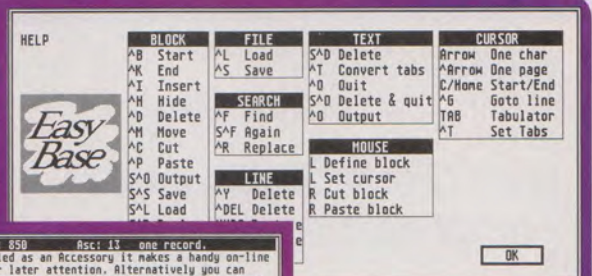 HELP
Easy
Base
BLOCK
^B Start
^K End
^I Insert
^H Hide
^D Delete
^M Move
^C Cut
^P Paste
S^O Output
S^S Save
S^L Load
FILE
^L Load
^S Save
SEARCH
^F Find
S^F Again
^R Replace
LINE
^Y Delete
^DEL Delete
TEXT
S^D Delete
^T Convert tabs
^Q Quit
S^Q Delete & quit
^O Output
MOUSE
L Define block
L Set cursor
R Cut block
R Paste block
CURSOR
Arrow One char
^Arrow One page
C/Home Start/End
^G Goto line
TAB Tabulator
^T Set Tabs
OK
850 Asc: 13 one record.
led as an Accessory it makes a handy on-line
r later attention. Alternatively you can